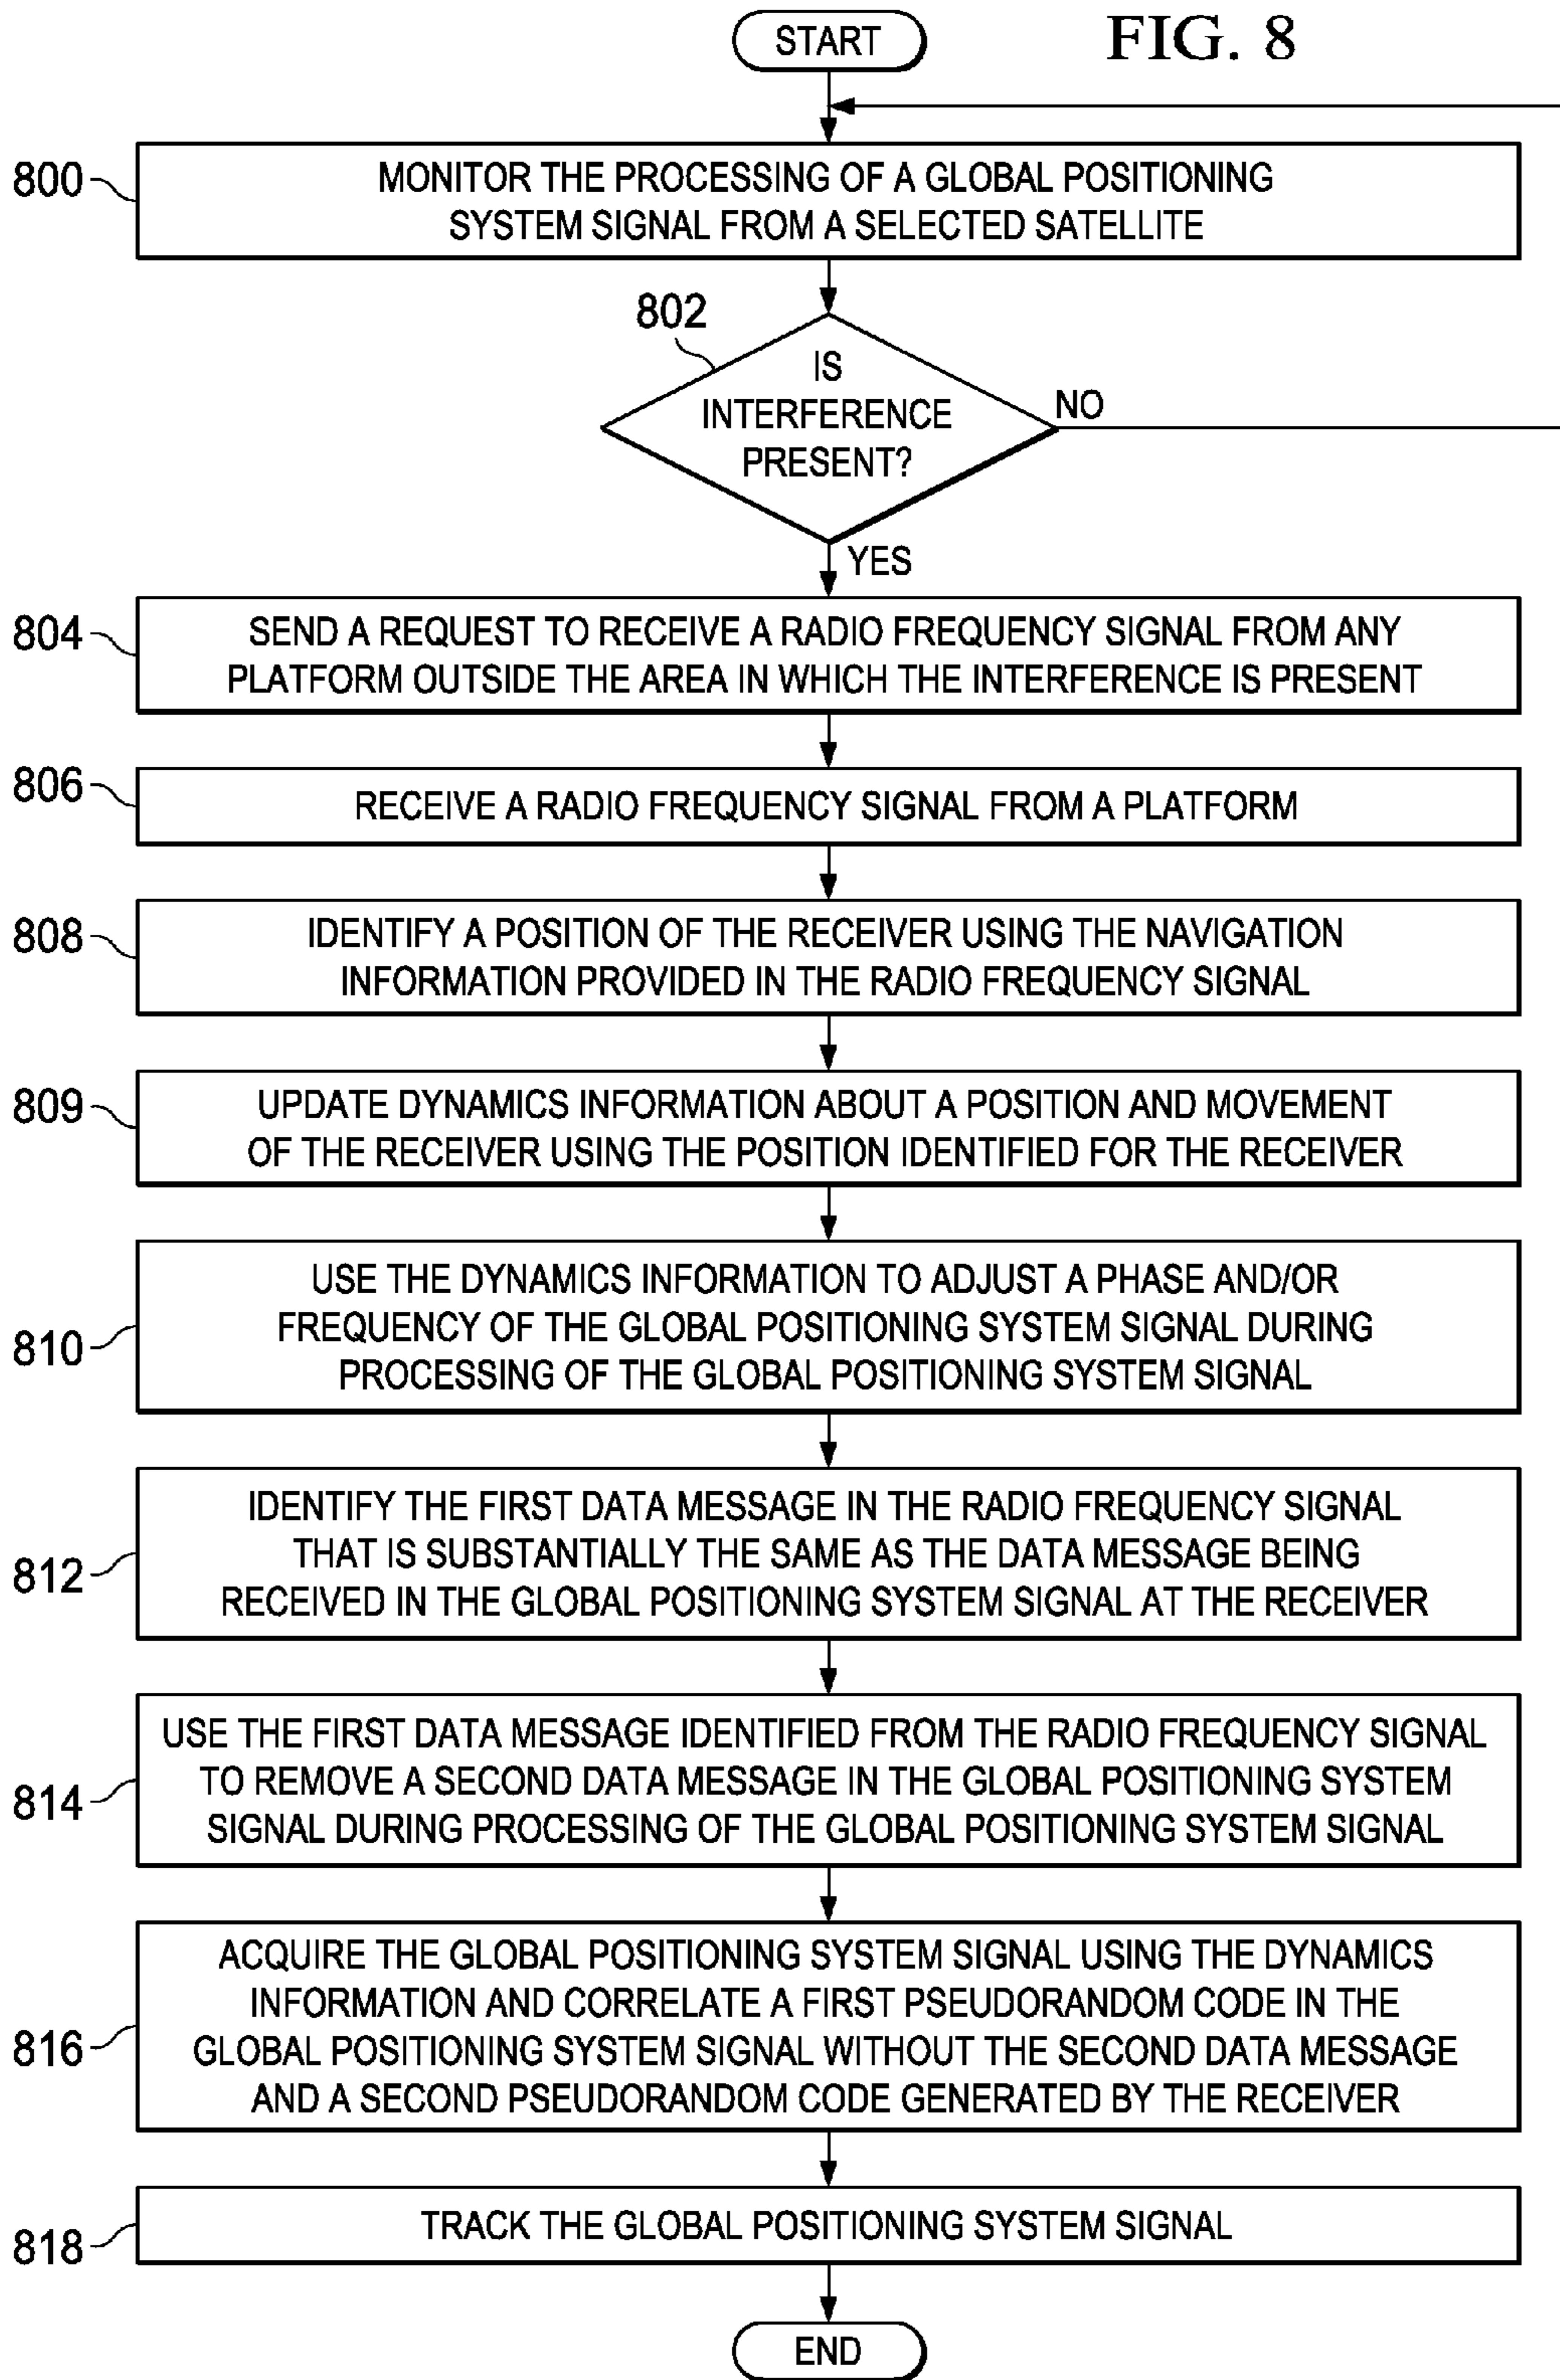 START
FIG. 8
800
MONITOR THE PROCESSING OF A GLOBAL POSITIONING
SYSTEM SIGNAL FROM A SELECTED SATELLITE
802
IS
INTERFERENCE
PRESENT?
NO
YES
804
SEND A REQUEST TO RECEIVE A RADIO FREQUENCY SIGNAL FROM ANY
PLATFORM OUTSIDE THE AREA IN WHICH THE INTERFERENCE IS PRESENT
806
RECEIVE A RADIO FREQUENCY SIGNAL FROM A PLATFORM
808
IDENTIFY A POSITION OF THE RECEIVER USING THE NAVIGATION
INFORMATION PROVIDED IN THE RADIO FREQUENCY SIGNAL
809
UPDATE DYNAMICS INFORMATION ABOUT A POSITION AND MOVEMENT
OF THE RECEIVER USING THE POSITION IDENTIFIED FOR THE RECEIVER
810
USE THE DYNAMICS INFORMATION TO ADJUST A PHASE AND/OR
FREQUENCY OF THE GLOBAL POSITIONING SYSTEM SIGNAL DURING
PROCESSING OF THE GLOBAL POSITIONING SYSTEM SIGNAL
812
IDENTIFY THE FIRST DATA MESSAGE IN THE RADIO FREQUENCY SIGNAL
THAT IS SUBSTANTIALLY THE SAME AS THE DATA MESSAGE BEING
RECEIVED IN THE GLOBAL POSITIONING SYSTEM SIGNAL AT THE RECEIVER
814
USE THE FIRST DATA MESSAGE IDENTIFIED FROM THE RADIO FREQUENCY SIGNAL
TO REMOVE A SECOND DATA MESSAGE IN THE GLOBAL POSITIONING SYSTEM
SIGNAL DURING PROCESSING OF THE GLOBAL POSITIONING SYSTEM SIGNAL
816
ACQUIRE THE GLOBAL POSITIONING SYSTEM SIGNAL USING THE DYNAMICS
INFORMATION AND CORRELATE A FIRST PSEUDORANDOM CODE IN THE
GLOBAL POSITIONING SYSTEM SIGNAL WITHOUT THE SECOND DATA MESSAGE
AND A SECOND PSEUDORANDOM CODE GENERATED BY THE RECEIVER
818
TRACK THE GLOBAL POSITIONING SYSTEM SIGNAL
END